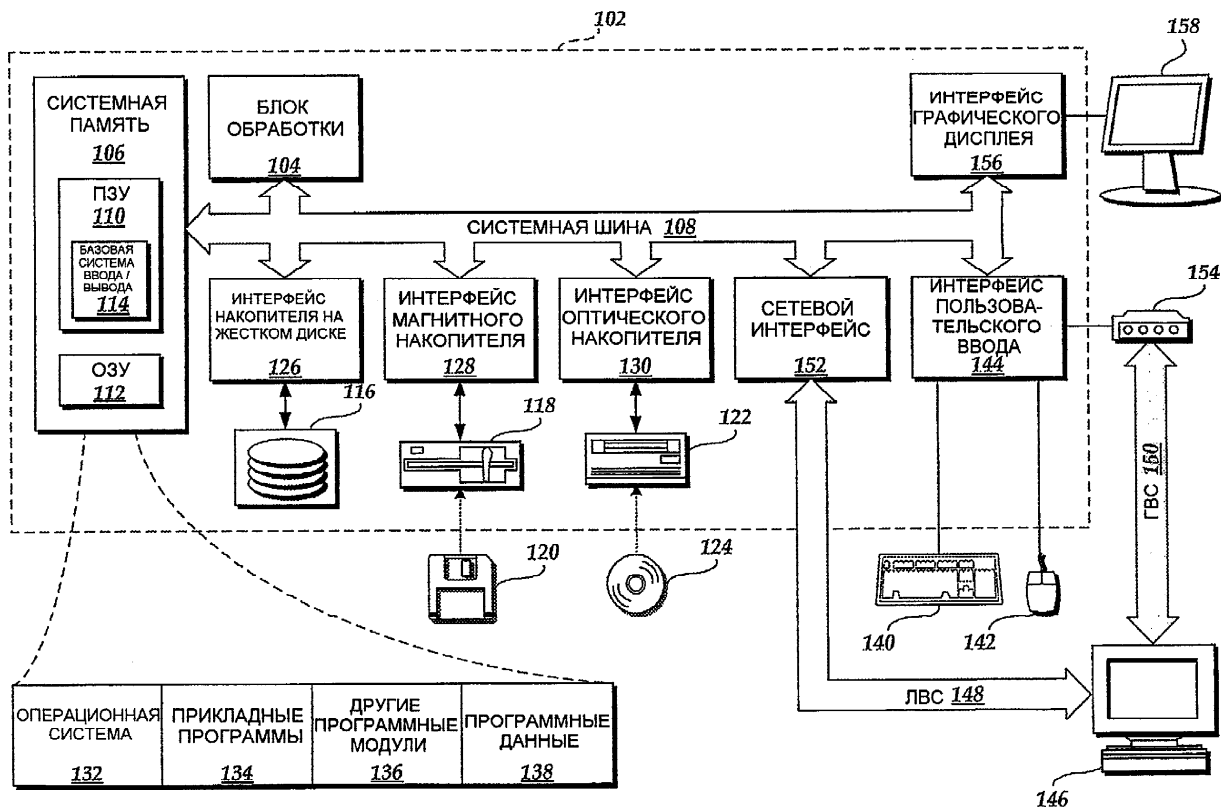 102
158
СИСТЕМНАЯ
ПАМЯТЬ
106
БЛОК
ОБРАБОТКИ
104
ИНТЕРФЕЙС
ГРАФИЧЕСКОГО
ДИСПЛЕЯ
156
ПЗУ
110
БАЗОВАЯ
СИСТЕМА
ВВОДА /
ВЫВОДА
114
ОЗУ
112
СИСТЕМНАЯ ШИНА 108
ИНТЕРФЕЙС
НАКОПИТЕЛЯ НА
ЖЕСТКОМ ДИСКЕ
126
ИНТЕРФЕЙС
МАГНИТНОГО
НАКОПИТЕЛЯ
128
ИНТЕРФЕЙС
ОПТИЧЕСКОГО
НАКОПИТЕЛЯ
130
СЕТЕВОЙ
ИНТЕРФЕЙС
152
ИНТЕРФЕЙС
ПОЛЬЗОВА-
ТЕЛЬСКОГО
ВВОДА
144
154
116
118
122
ГВС 150
120
124
140
142
ЛВС 148
146
ОПЕРАЦИОННАЯ
СИСТЕМА
132
ПРИКЛАДНЫЕ
ПРОГРАММЫ
134
ДРУГИЕ
ПРОГРАММНЫЕ
МОДУЛИ
136
ПРОГРАММНЫЕ
ДАННЫЕ
138